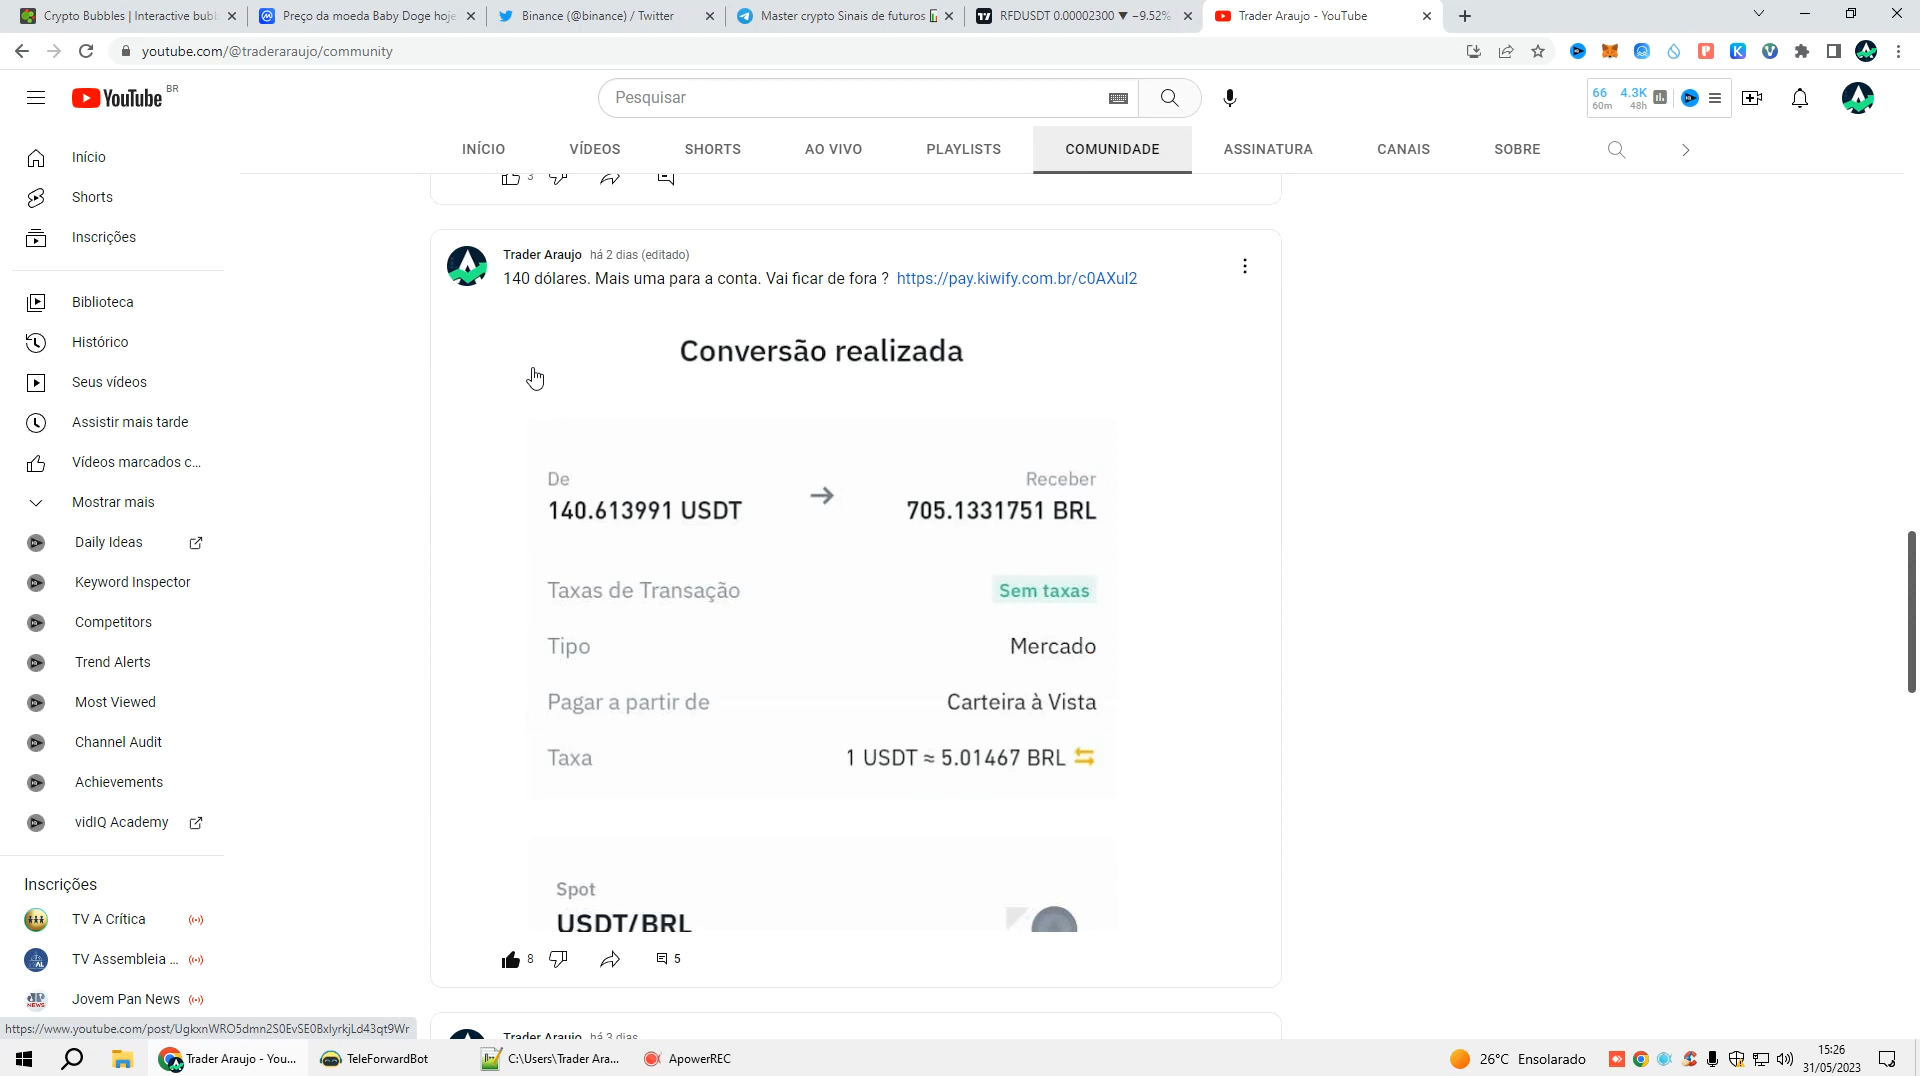 Crypto Bubbles | Interactive bubb
Preço da moeda Baby Doge hoje
Binance (@binance) / Twitter
Master crypto Sinais de futuros
RFDUSDT 0.00002300 ▼ −9.52%
Trader Araujo - YouTube
youtube.com/@traderaraujo/community
YouTube
BR
Pesquisar
66
60m
4.3K
48h
INÍCIO
VÍDEOS
SHORTS
AO VIVO
PLAYLISTS
COMUNIDADE
ASSINATURA
CANAIS
SOBRE
3
Início
Shorts
Inscrições
Biblioteca
Histórico
Seus vídeos
Assistir mais tarde
Vídeos marcados c...
Mostrar mais
Daily Ideas
Keyword Inspector
Competitors
Trend Alerts
Most Viewed
Channel Audit
Achievements
vidIQ Academy
Inscrições
TV A Crítica
TV Assembleia ...
Jovem Pan News
Trader Araujo há 2 dias (editado)
140 dólares. Mais uma para a conta. Vai ficar de fora ? https://pay.kiwify.com.br/c0AXul2
Conversão realizada
De
Receber
140.613991 USDT
705.1331751 BRL
Taxas de Transação
Sem taxas
Tipo
Mercado
Pagar a partir de
Carteira à Vista
Taxa
1 USDT ≈ 5.01467 BRL
Spot
USDT/BRL
8
5
Trader Araujo há 3 dias
https://www.youtube.com/post/UgkxnWRO5dmn2S0EvSE0BxlyrkjLd43qt9Wr
Trader Araujo - You...
TeleForwardBot
C:\Users\Trader Ara...
ApowerREC
26°C Ensolarado
15:26
31/05/2023